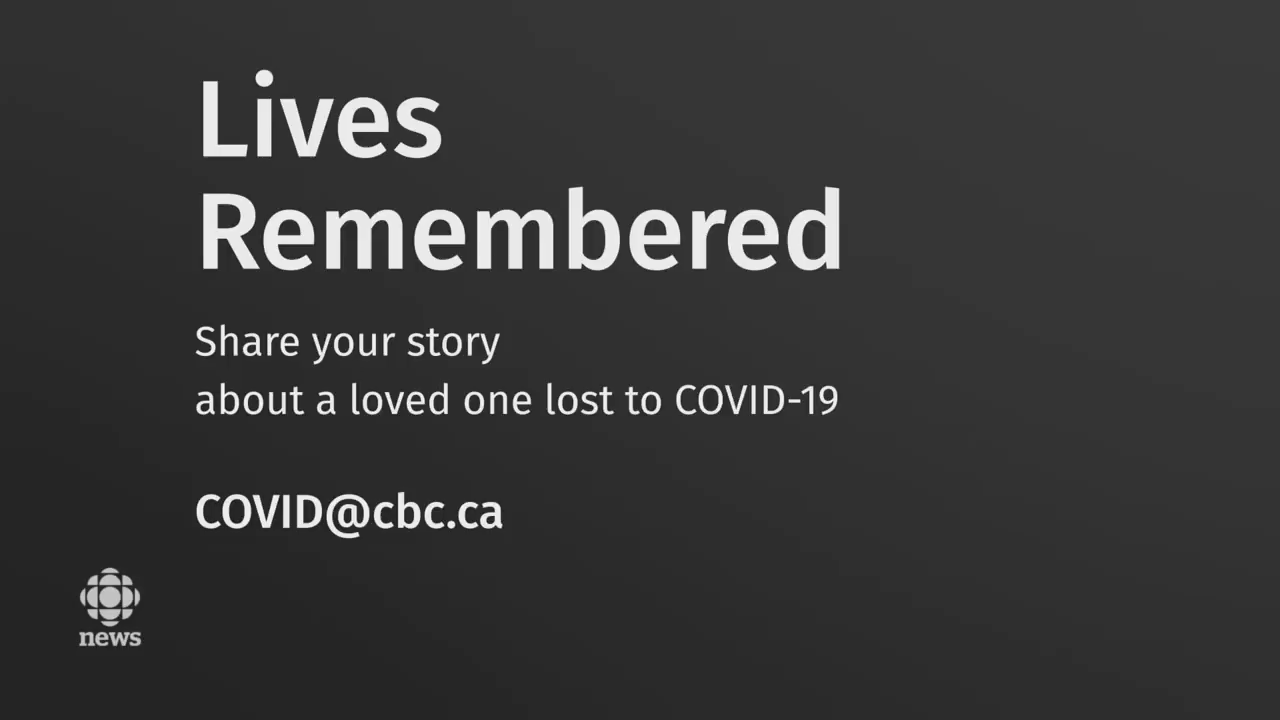 Lives
Remembered
Share your story
about a loved one lost to COVID-19
COVID@cbc.ca
news